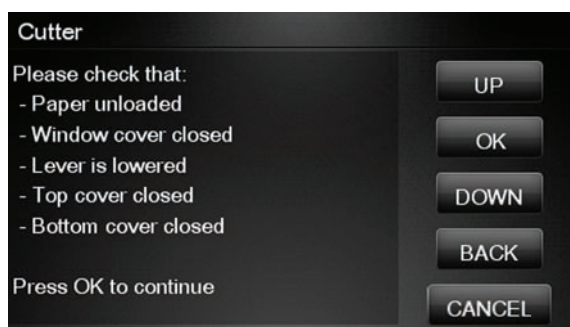 Cutter
Please check that:
- Paper unloaded
- Window cover closed
- Lever is lowered
- Top cover closed
- Bottom cover closed
Press OK to continue
UP
OK
DOWN
BACK
CANCEL